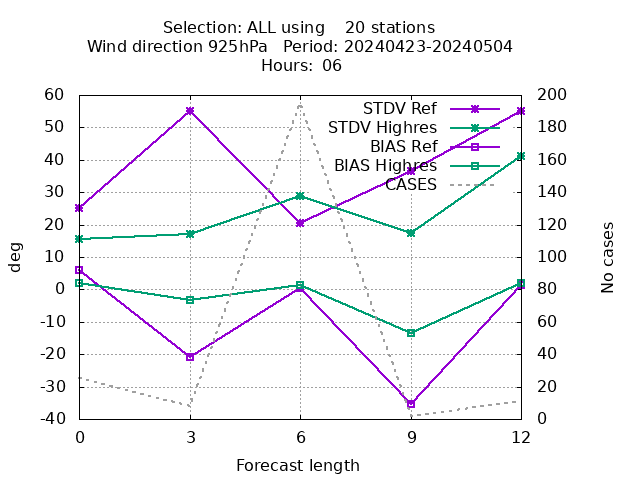 Selection: ALL using    20 stations
Wind direction 925hPa   Period: 20240423-20240504
Hours: 06
STDV Ref
STDV Highres
BIAS Ref
BIAS Highres
CASES
60
50
40
30
20
10
0
-10
-20
-30
-40
deg
200
180
160
140
120
100
80
60
40
20
0
No cases
0 3 6 9 12
Forecast length